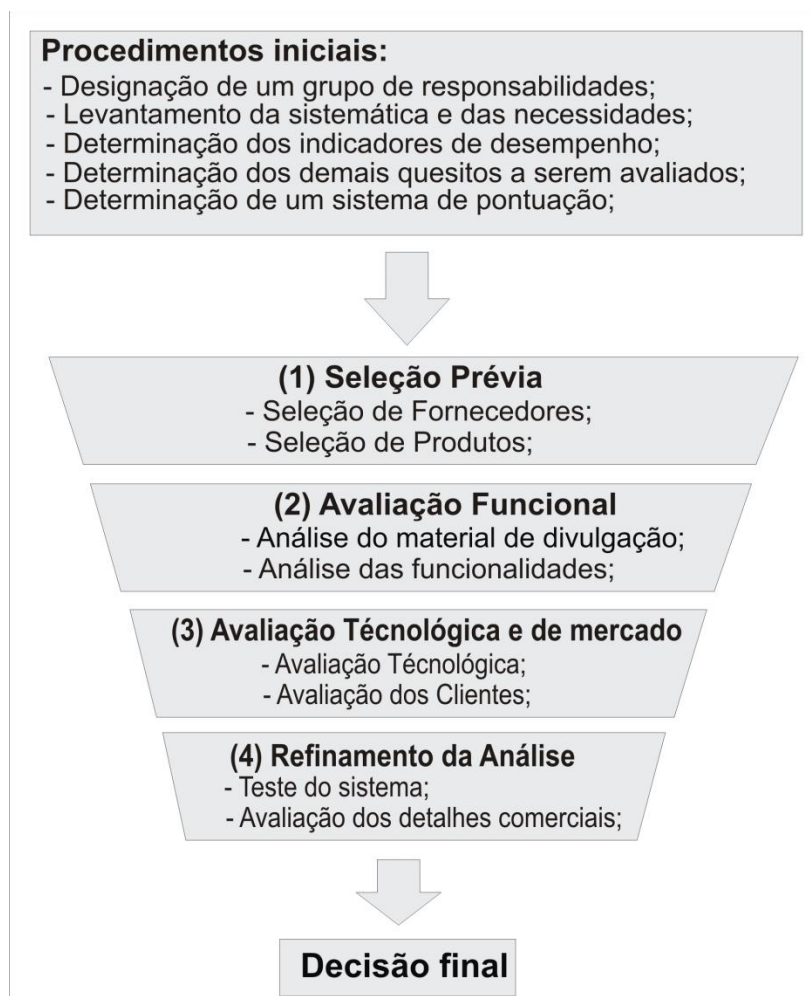 Procedimentos iniciais:
- Designação de um grupo de responsabilidades;
- Levantamento da sistemática e das necessidades;
- Determinação dos indicadores de desempenho;
- Determinação dos demais quesitos a serem avaliados;
- Determinação de um sistema de pontuação;
(1) Seleção Prévia
- Seleção de Fornecedores;
- Seleção de Produtos;
(2) Avaliação Funcional
- Análise do material de divulgação;
- Análise das funcionalidades;
(3) Avaliação Técnológica e de mercado
- Avaliação Técnológica;
- Avaliação dos Clientes;
(4) Refinamento da Análise
- Teste do sistema;
- Avaliação dos detalhes comerciais;
Decisão final